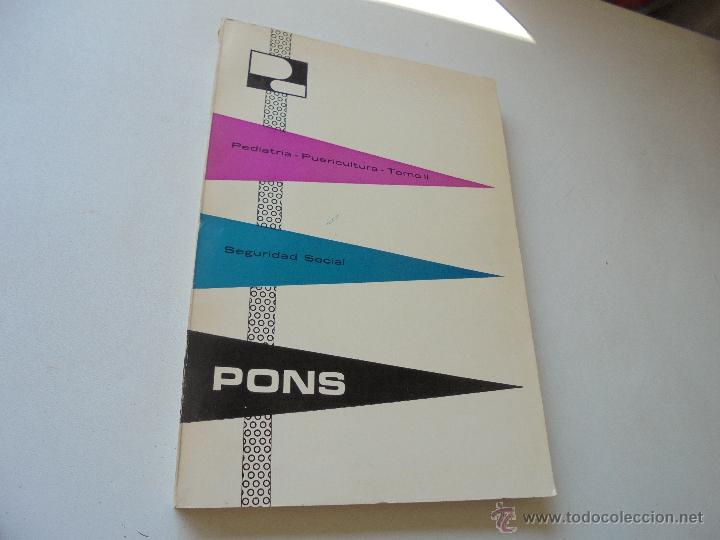 Pediatria - Puericultura - Tomo II
Seguridad Social
PONS
© www.todocoleccion.net